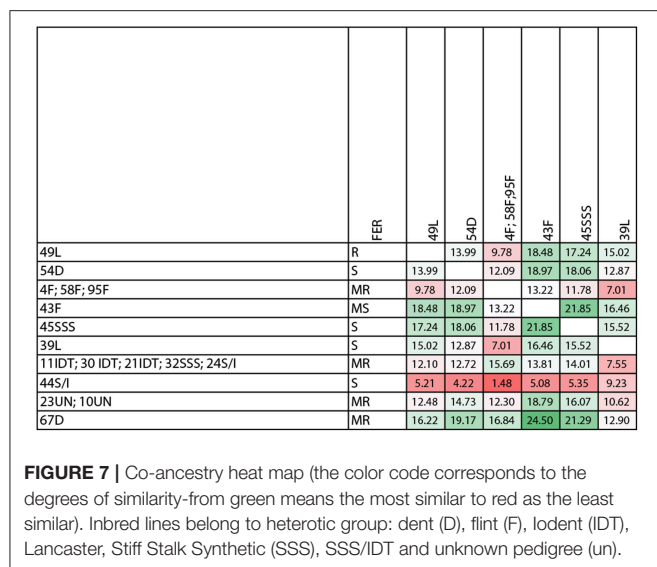 FER 49L 54D 4F; 58F;95F 43F 45SSS 39L
49L R 13.99 9.78 18.48 17.24 15.02
54D S 13.99 12.09 18.97 18.06 12.87
4F; 58F; 95F MR 9.78 12.09 13.22 11.78 7.01
43F MS 18.48 18.97 13.22 21.85 16.46
45SSS S 17.24 18.06 11.78 21.85 15.52
39L S 15.02 12.87 7.01 16.46 15.52
11IDT; 30 IDT; 21IDT; 32SSS; 24S/I MR 12.10 12.72 15.69 13.81 14.01 7.55
44S/I S 5.21 4.22 1.48 5.08 5.35 9.23
23UN; 10UN MR 12.48 14.73 12.30 18.79 16.07 10.62
67D MR 16.22 19.17 16.84 24.50 21.29 12.90
FIGURE 7 | Co-ancestry heat map (the color code corresponds to the
degrees of similarity-from green means the most similar to red as the least
similar). Inbred lines belong to heterotic group: dent (D), flint (F), Iodent (IDT),
Lancaster, Stiff Stalk Synthetic (SSS), SSS/IDT and unknown pedigree (un).